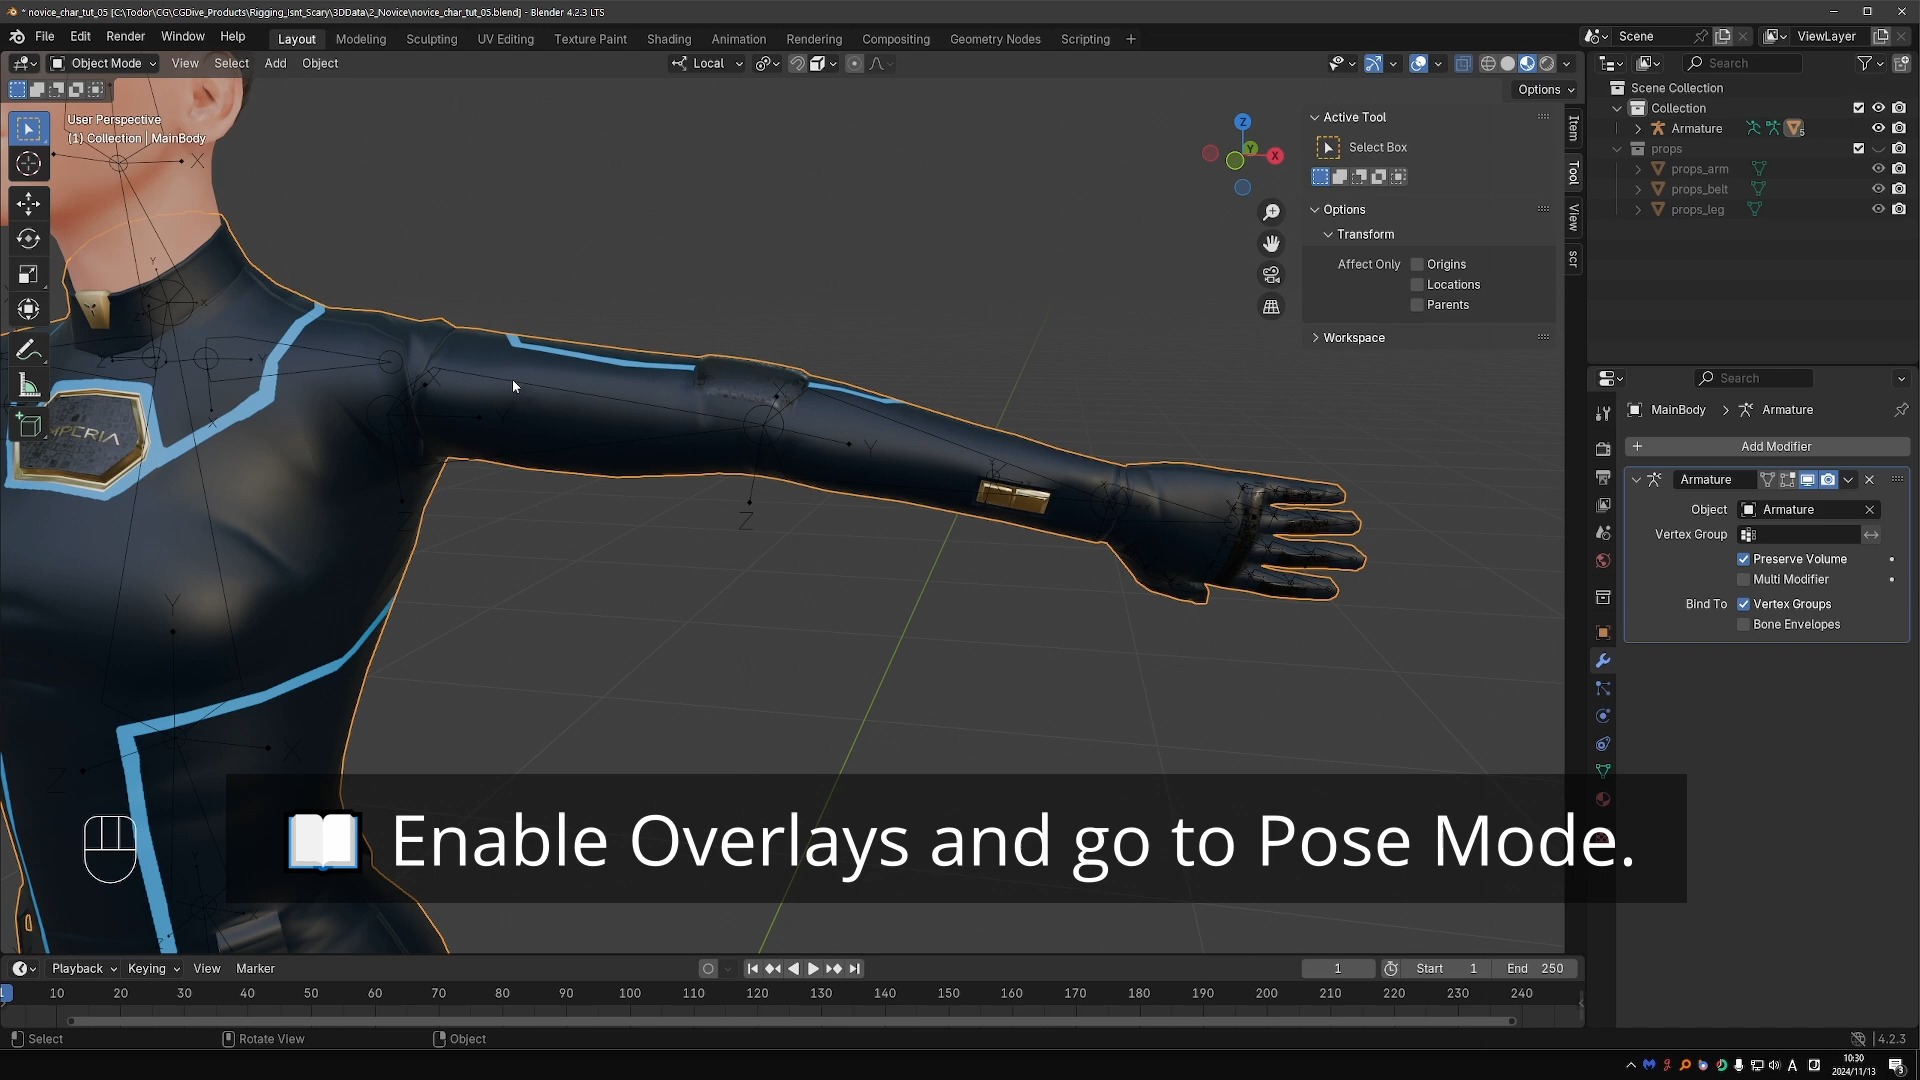 * novice_char_tut_05 [C:\Todor\CG\CGDive_Products\Rigging_Isnt_Scary\3DData\2_Novice\novice_char_tut_05.blend] - Blender 4.2.3 LTS
File Edit Render Window Help
Layout Modeling Sculpting UV Editing Texture Paint Shading Animation Rendering Compositing Geometry Nodes Scripting +
Scene
ViewLayer
Object Mode View Select Add Object
Local
Search
Options
User Perspective
(1) Collection | MainBody
Z
Y
X
Active Tool
Select Box
Options
Transform
Affect Only Origins
Locations
Parents
Workspace
Item
Tool
View
scr
Scene Collection
Collection
Armature
5
props
props_arm
props_belt
props_leg
Search
MainBody > Armature
+ Add Modifier
Armature
Object Armature
Vertex Group
Preserve Volume
Multi Modifier
Bind To Vertex Groups
Bone Envelopes
X
Y
Z
Y
X
Z
Enable Overlays and go to Pose Mode.
Playback Keying View Marker
1
Start 1
End 250
1 10 20 30 40 50 60 70 80 90 100 110 120 130 140 150 160 170 180 190 200 210 220 230 240
Select
Rotate View
Object
4.2.3
A
10:30
2024/11/13
3